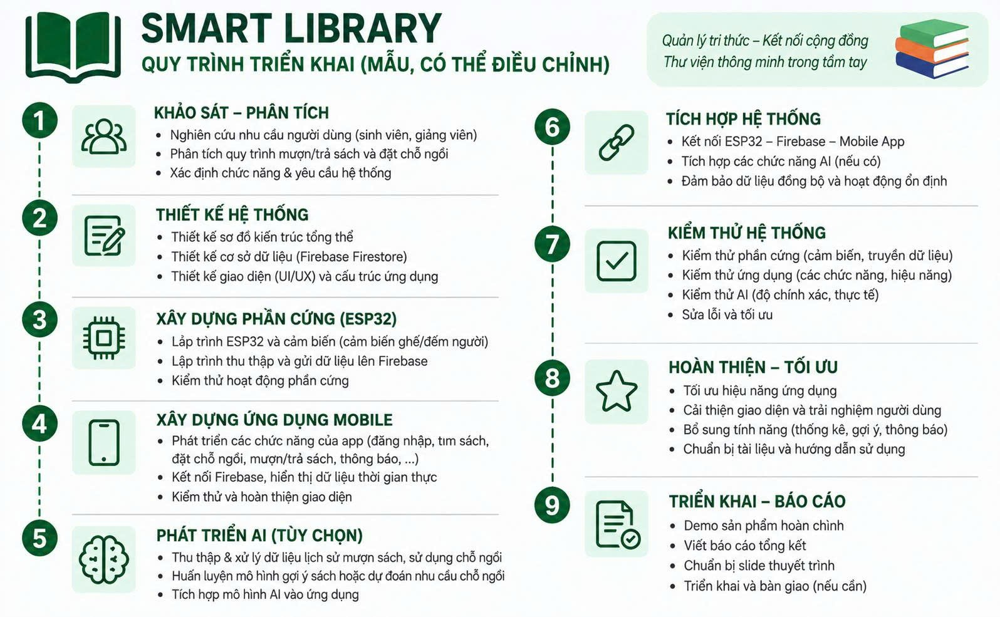 SMART LIBRARY
QUY TRÌNH TRIỂN KHAI (MẪU, CÓ THỂ ĐIỀU CHỈNH)
Quản lý tri thức – Kết nối cộng đồng
Thư viện thông minh trong tầm tay
1
KHẢO SÁT – PHÂN TÍCH
• Nghiên cứu nhu cầu người dùng (sinh viên, giảng viên)
• Phân tích quy trình mượn/trả sách và đặt chỗ ngồi
• Xác định chức năng & yêu cầu hệ thống
2
THIẾT KẾ HỆ THỐNG
• Thiết kế sơ đồ kiến trúc tổng thể
• Thiết kế cơ sở dữ liệu (Firebase Firestore)
• Thiết kế giao diện (UI/UX) và cấu trúc ứng dụng
3
XÂY DỰNG PHẦN CỨNG (ESP32)
• Lảp trình ESP32 và cảm biến (cảm biến ghế/đếm người)
• Lập trình thu thập và gửi dữ liệu lên Firebase
• Kiểm thử hoạt động phần cứng
4
XÂY DỰNG ỨNG DỤNG MOBILE
• Phát triển các chức năng của app (đăng nhập, tım sách,
đặt chỗ ngồi, mượn/trả sách, thông báo, ...)
• Kết nối Firebase, hiển thị dữ liệu thời gian thực
• Kiểm thử và hoàn thiện giao diện
5
PHÁT TRIỂN AI (TÙY CHỌN)
• Thu thập & xử lý dữ liệu lịch sử mượn sách, sử dụng chỗ ngồi
• Huấn luyện mô hình gợi ý sách hoặc dự đoán nhu cầu chỗ ngồi
• Tích hợp mô hình AI vào ứng dụng
6
TÍCH HỢP HỆ THỐNG
• Kết nối ESP32 – Firebase – Mobile App
• Tích hợp các chức năng AI (nếu có)
• Đảm bảo dữ liệu đồng bộ và hoạt động ổn định
7
KIỂM THỬ HỆ THỐNG
• Kiểm thử phần cứng (cảm biến, truyền dữ liệu)
• Kiếm thử ứng dụng (các chức năng, hiệu năng)
• Kiểm thử AI (độ chính xác, thực tế)
• Sửa lỗi và tối ưu
8
HOÀN THIỆN – TỐI ƯU
• Tối ưu hiệu năng ứng dụng
• Cải thiện giao diện và trải nghiệm người dùng
• Bổ sung tính năng (thống kê, gợi ý, thông báo)
• Chuẩn bị tài liệu và hướng dẫn sử dụng
9
TRIỂN KHAI – BÁO CÁO
• Demo sản phẩm hoàn chình
• Viết báo cáo tổng kết
• Chuẩn bị slide thuyết trình
• Triển khai và bàn giao (nếu cần)